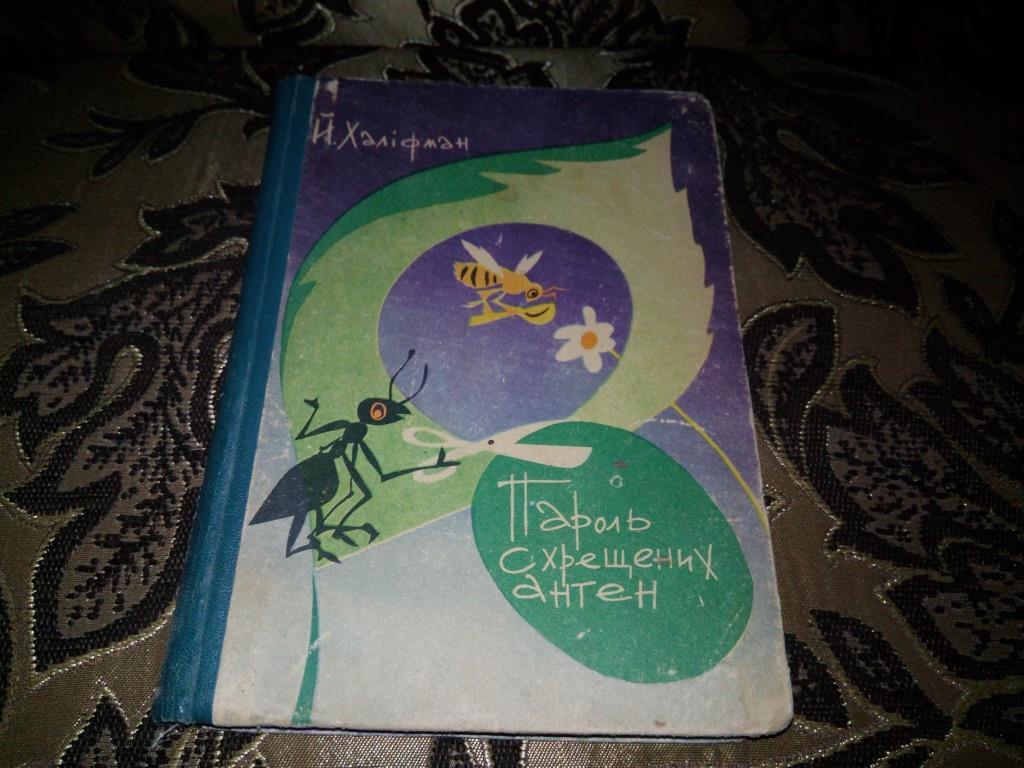 Й. Халіфман
Пароль
схрещених
антен